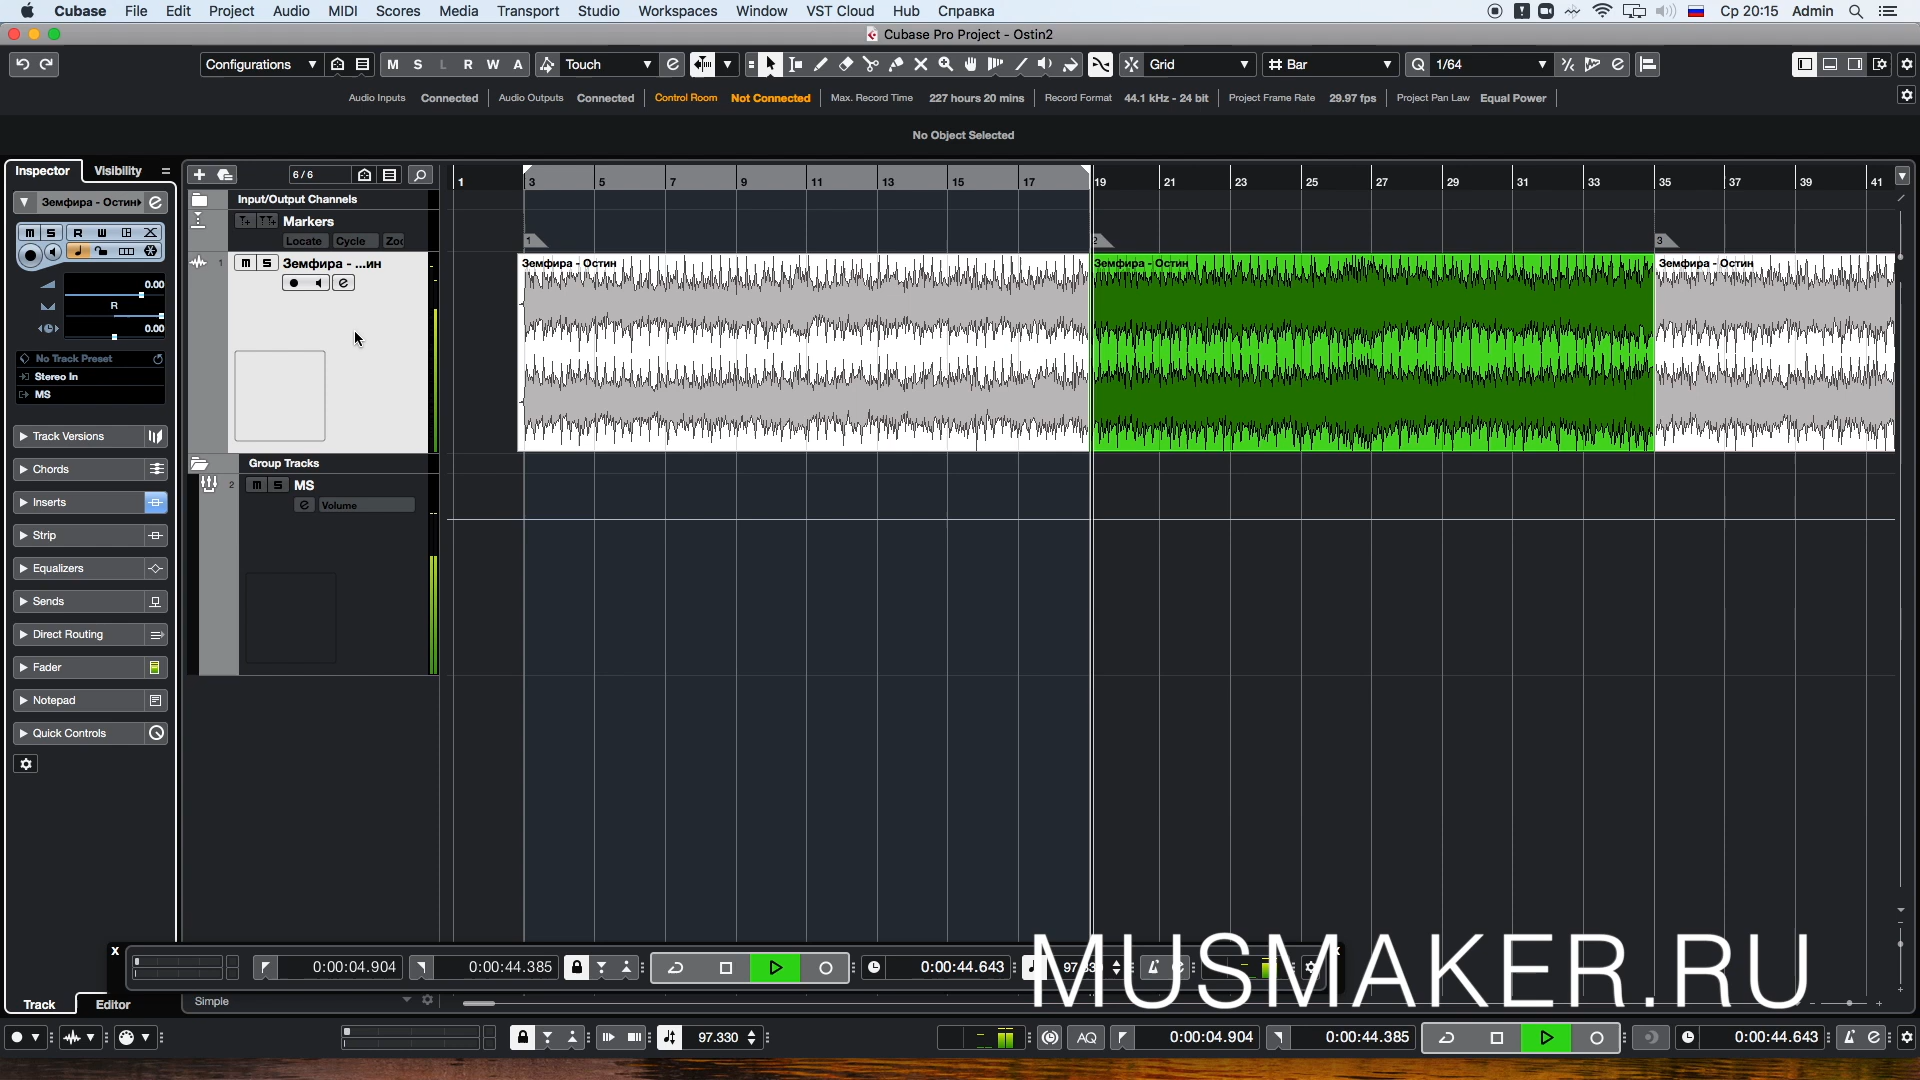 Cubase File Edit Project Audio MIDI Scores Media Transport Studio Workspaces Window VST Cloud Hub Справка Ср 20:15 Admin
Cubase Pro Project - Ostin2
Configurations M S L R W A Touch Grid Bar Q 1/64
Audio Inputs Connected Audio Outputs Connected Control Room Not Connected Max. Record Time 227 hours 20 mins Record Format 44.1 kHz - 24 bit Project Frame Rate 29.97 fps Project Pan Law Equal Power
No Object Selected
Inspector Visibility 6/6
1 3 5 7 9 11 13 15 17 19 21 23 25 27 29 31 33 35 37 39 41
Input/Output Channels
Земфира - Остин
Markers
M S R W
Locate Cycle Zoo
1 2 3
1 M S Земфира - ...ин
Земфира - Остин Земфира - Остин Земфира - Остин
0.00
R
0.00
No Track Preset
Stereo In
MS
Track Versions
Chords
Inserts
Strip
Equalizers
Sends
Direct Routing
Fader
Notepad
Quick Controls
Group Tracks
2 M S MS
Volume
MUSMAKER.RU
x 0:00:04.904 0:00:44.385 0:00:44.643 97.330
Track Editor Simple
97.330 AQ 0:00:04.904 0:00:44.385 0:00:44.643